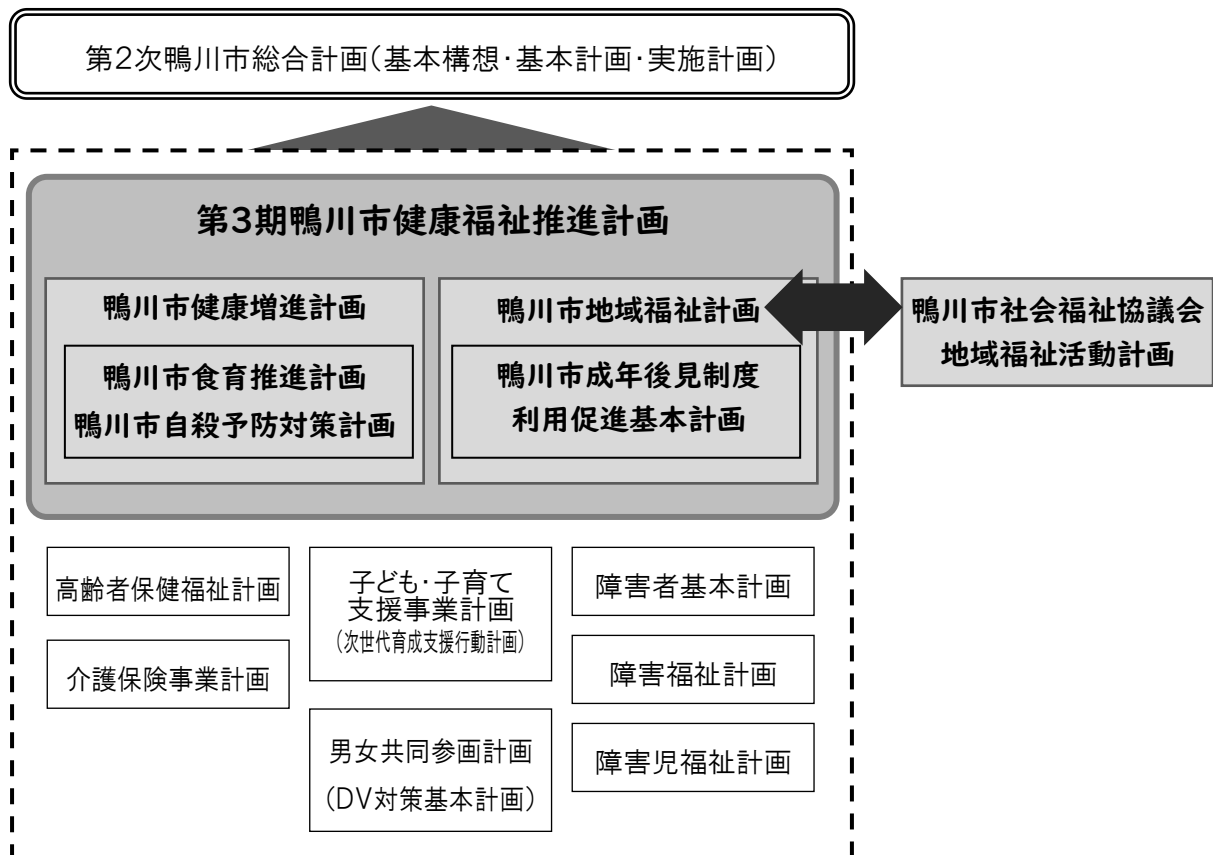 第2次鴨川市総合計画(基本構想・基本計画・実施計画)
第3期鴨川市健康福祉推進計画
鴨川市健康増進計画
鴨川市食育推進計画
鴨川市自殺予防対策計画
鴨川市地域福祉計画
鴨川市成年後見制度
利用促進基本計画
鴨川市社会福祉協議会
地域福祉活動計画
高齢者保健福祉計画
介護保険事業計画
子ども・子育て
支援事業計画
(次世代育成支援行動計画)
男女共同参画計画
(DV対策基本計画)
障害者基本計画
障害福祉計画
障害児福祉計画